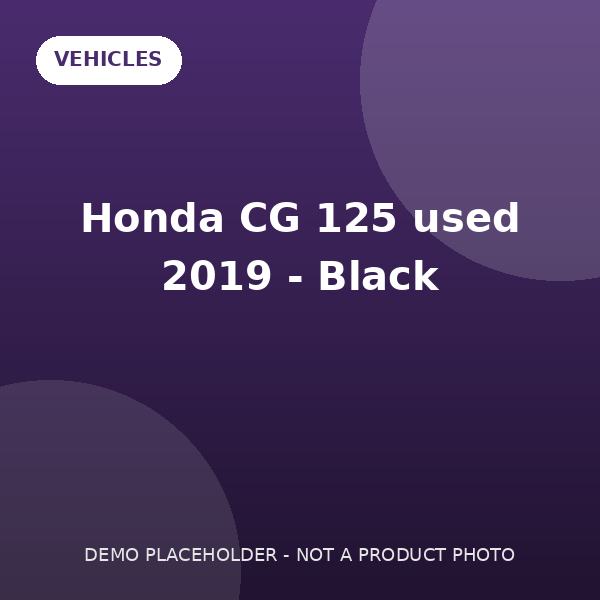 VEHICLES
Honda CG 125 used
2019 - Black
DEMO PLACEHOLDER - NOT A PRODUCT PHOTO